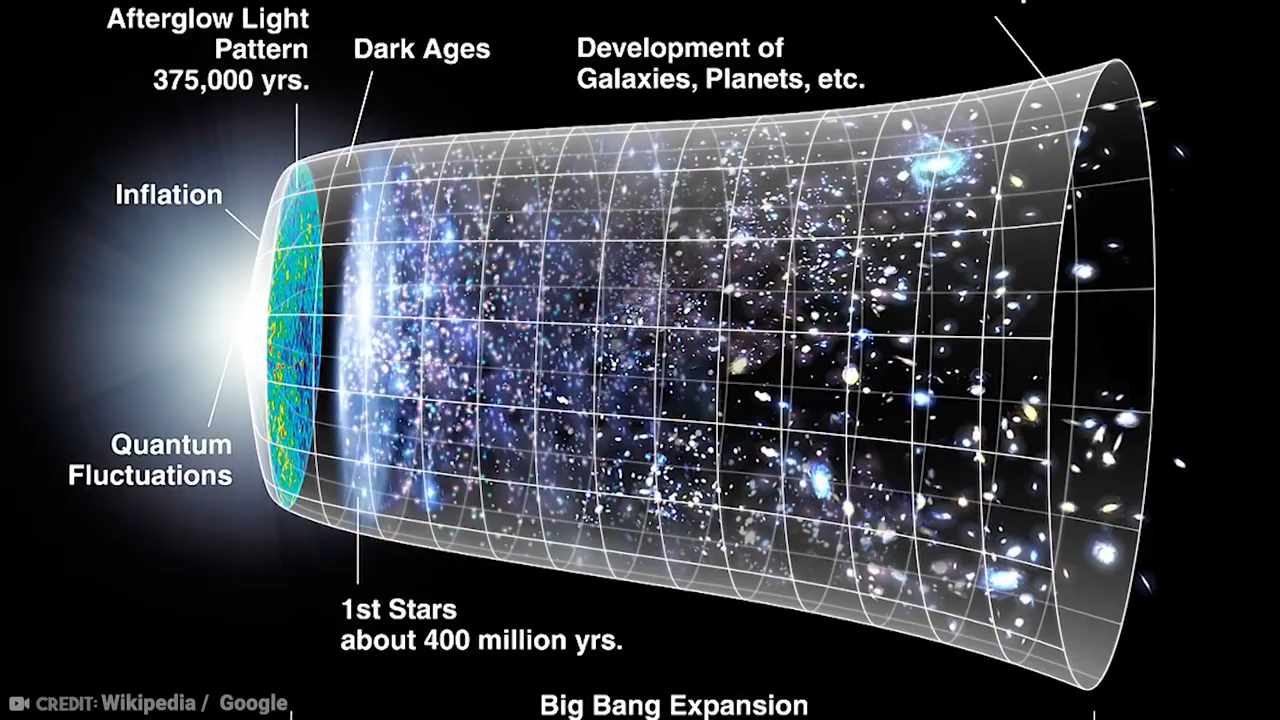 Afterglow Light
Pattern
375,000 yrs.
Dark Ages
Development of
Galaxies, Planets, etc.
Inflation
Quantum
Fluctuations
1st Stars
about 400 million yrs.
Big Bang Expansion
CREDIT: Wikipedia / Google